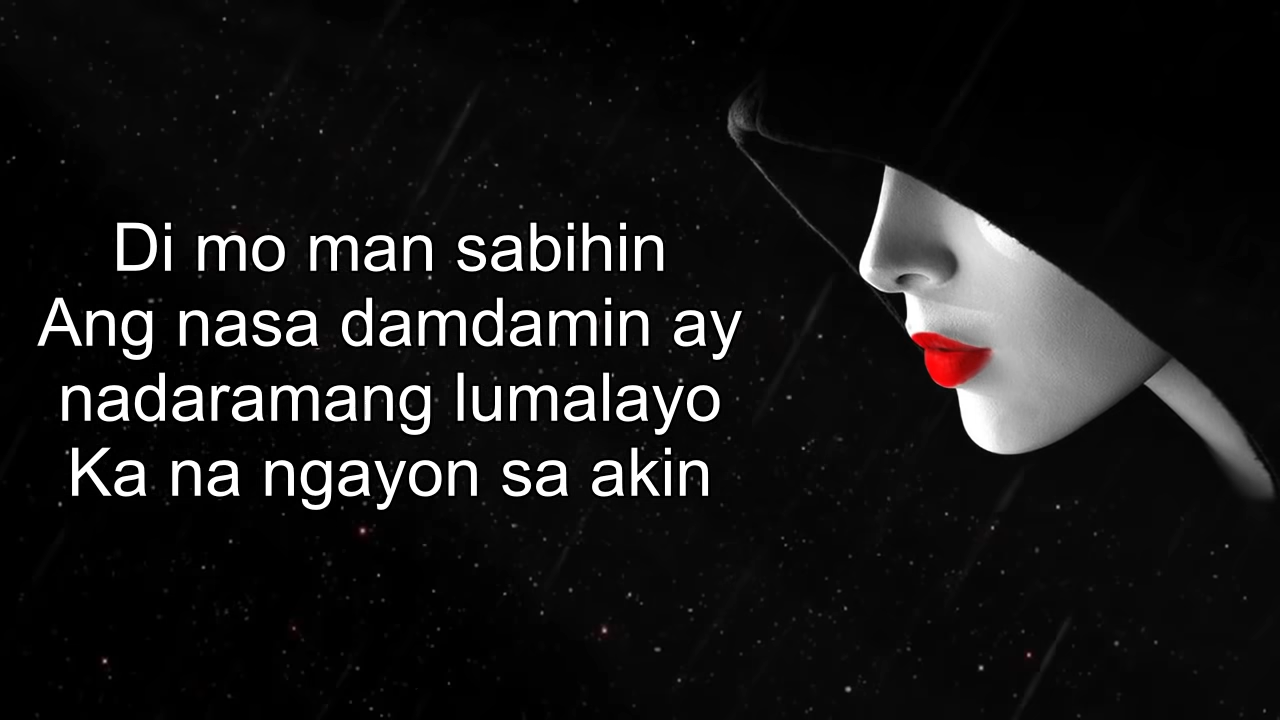 Di mo man sabihin
Ang nasa damdamin ay
nadaramang lumalayo
Ka na ngayon sa akin